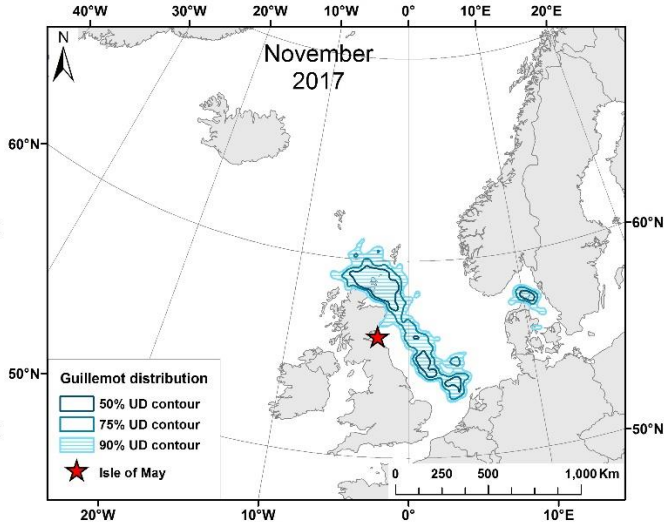 40°W 30°W 20°W 10°W 0° 10°E 20°E 30°E
N
November
2017
60°N
60°N
50°N
50°N
Guillemot distribution
50% UD contour
75% UD contour
90% UD contour
Isle of May
0 250 500 1,000 Km
20°W 10°W 0° 10°E